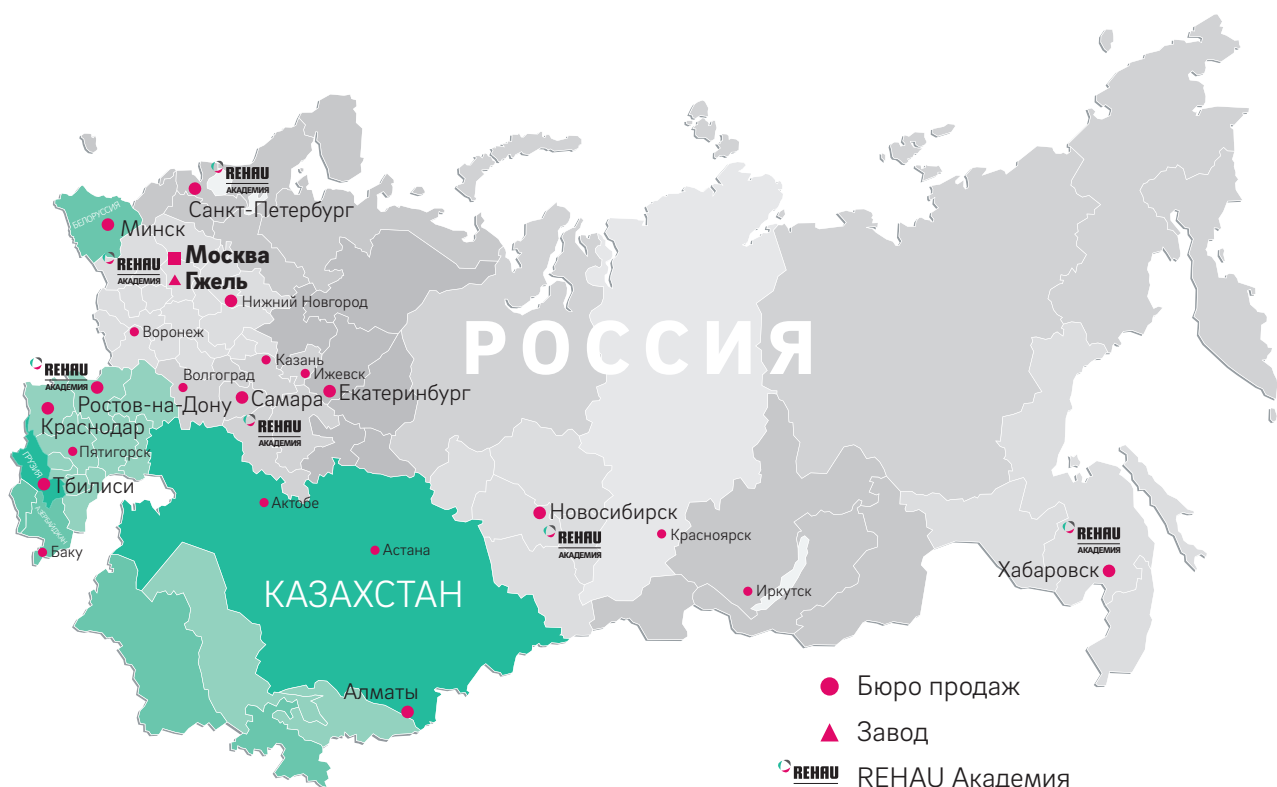 REHAU
АКАДЕМИЯ
Санкт-Петербург
БЕЛОРУССИЯ
Минск
REHAU
АКАДЕМИЯ
Москва
Гжель
Нижний Новгород
Воронеж
РОССИЯ
Казань
Ижевск
Волгоград
Екатеринбург
REHAU
АКАДЕМИЯ
Ростов-на-Дону
Самара
REHAU
АКАДЕМИЯ
Краснодар
Пятигорск
ГРУЗИЯ
Тбилиси
АЗЕРБАЙДЖАН
Баку
Актобе
Астана
КАЗАХСТАН
Алматы
Новосибирск
REHAU
АКАДЕМИЯ
Красноярск
Иркутск
REHAU
АКАДЕМИЯ
Хабаровск
Бюро продаж
Завод
REHAU REHAU Академия